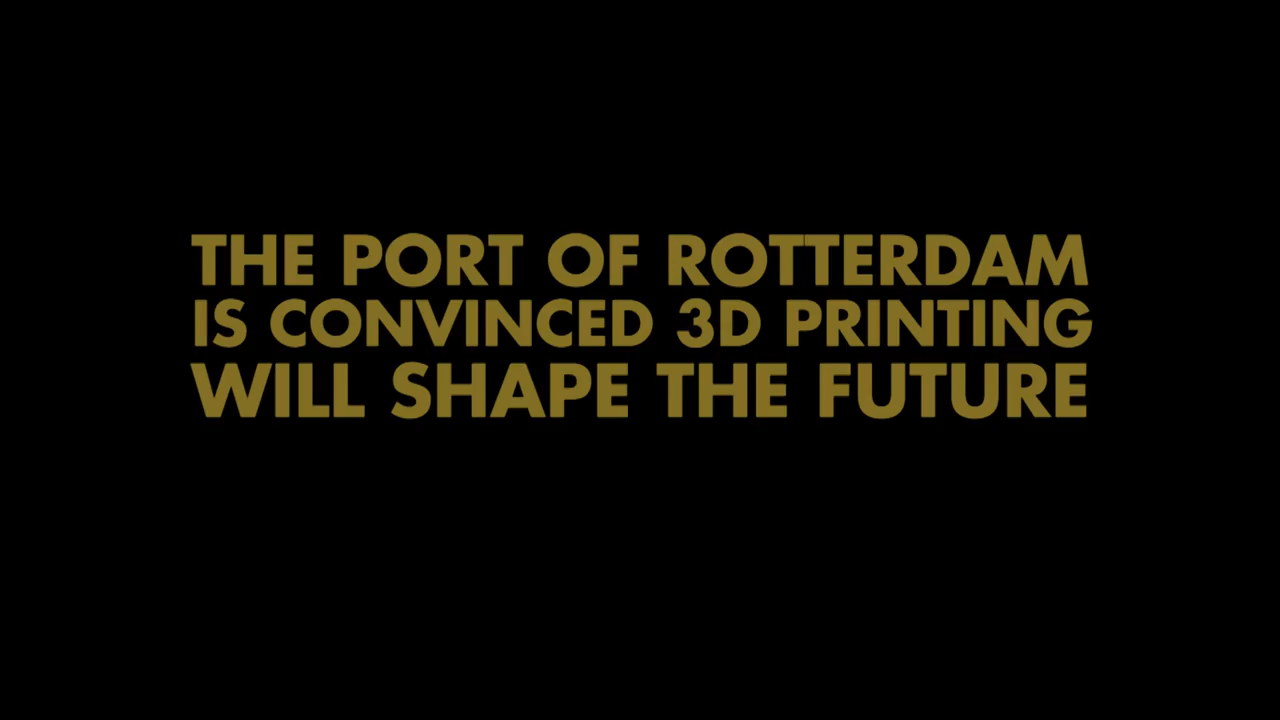 THE PORT OF ROTTERDAM
IS CONVINCED 3D PRINTING
WILL SHAPE THE FUTURE